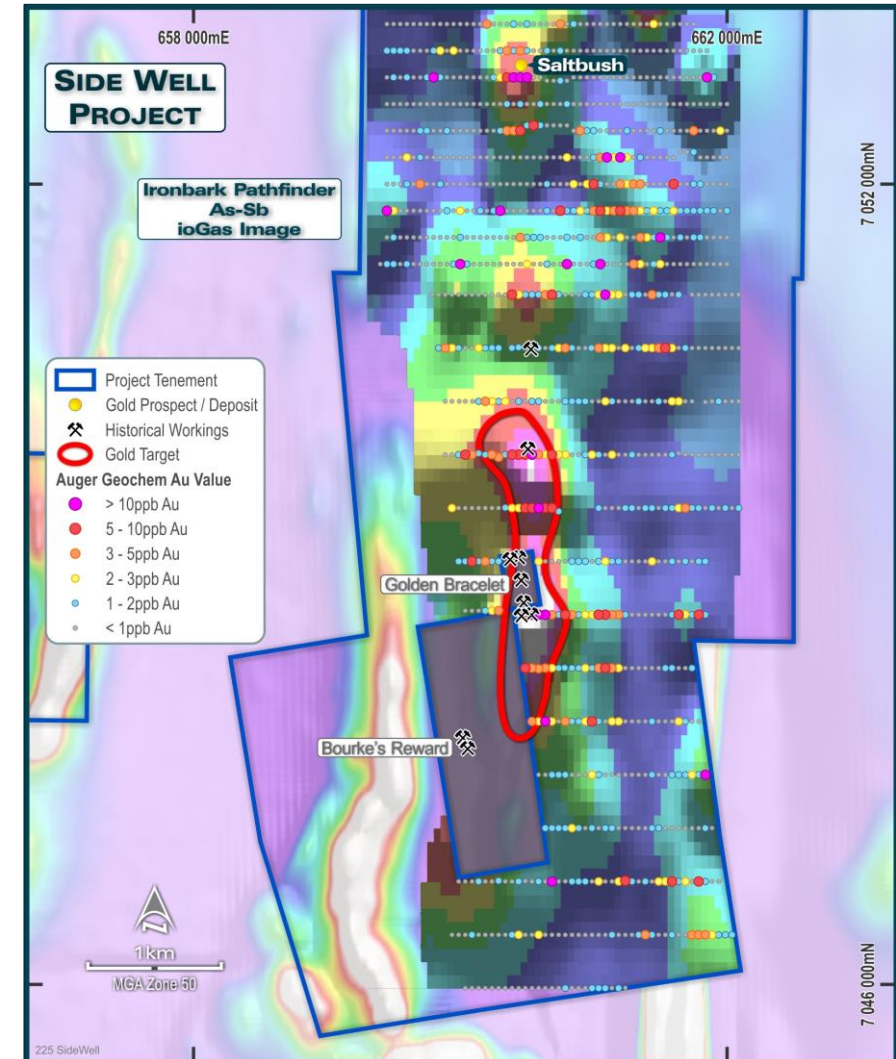 658 000mE
662 000mE
SIDE WELL
PROJECT
Saltbush
Ironbark Pathfinder
As-Sb
ioGas Image
7 052 000mN
Project Tenement
Gold Prospect / Deposit
Historical Workings
Gold Target
Auger Geochem Au Value
> 10ppb Au
5 - 10ppb Au
3 - 5ppb Au
2 - 3ppb Au
1 - 2ppb Au
< 1ppb Au
Golden Bracelet
Bourke's Reward
N
1km
MGA Zone 50
7 046 000mN
225 SideWell